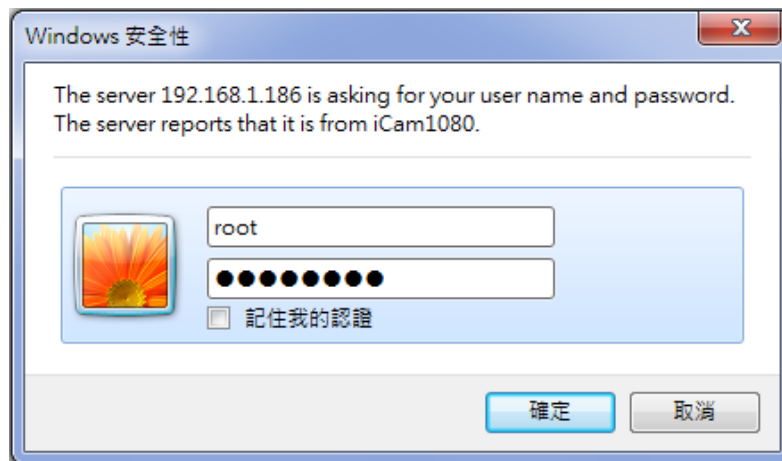 Windows 安全性
The server 192.168.1.186 is asking for your user name and password.
The server reports that it is from iCam1080.
root
●●●●●●●●
記住我的認證
確定
取消